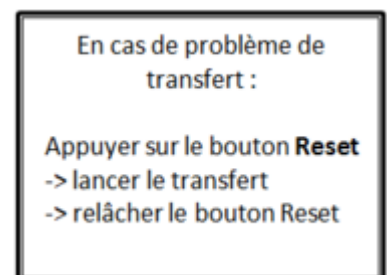 En cas de problème de
transfert :
Appuyer sur le bouton Reset
-> lancer le transfert
-> relâcher le bouton Reset